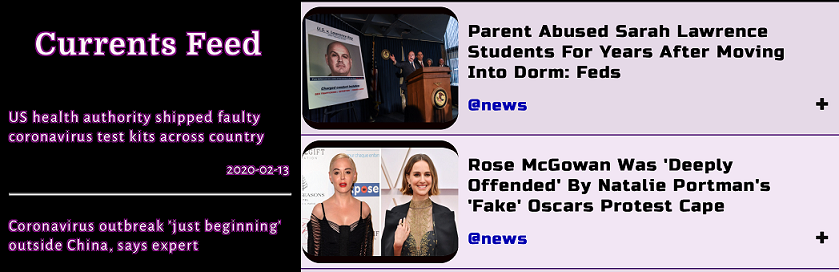 Currents Feed
US health authority shipped faulty
coronavirus test kits across country
2020-02-13
Coronavirus outbreak 'just beginning'
outside China, says expert
Parent Abused Sarah Lawrence
Students For Years After Moving
Into Dorm: Feds
@news
+
Rose McGowan Was 'Deeply
Offended' By Natalie Portman's
'Fake' Oscars Protest Cape
@news
+